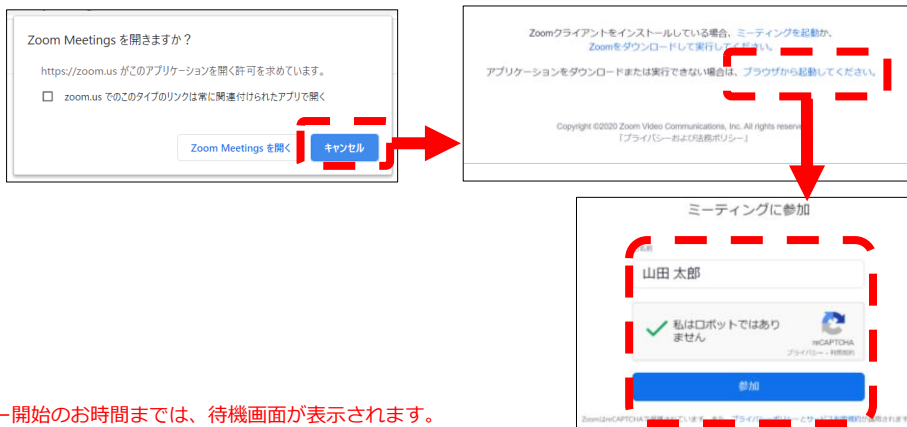 Zoom Meetings を開きますか？
https://zoom.us がこのアプリケーションを開く許可を求めています。
zoom.us でのこのタイプのリンクは常に関連付けられたアプリで開く
Zoom Meetings を開く
キャンセル
Zoomクライアントをインストールしている場合、ミーティングを起動か、
Zoomをダウンロードして実行してください。
アプリケーションをダウンロードまたは実行できない場合は、ブラウザから起動してください。
Copyright ©2020 Zoom Video Communications, Inc. All rights reserve
「プライバシーおよび法務ポリシー」
ミーティングに参加
山田 太郎
私はロボットではあり
ません
reCAPTCHA
プライバシー - 利用規約
参加
ー開始のお時間までは、待機画面が表示されます。